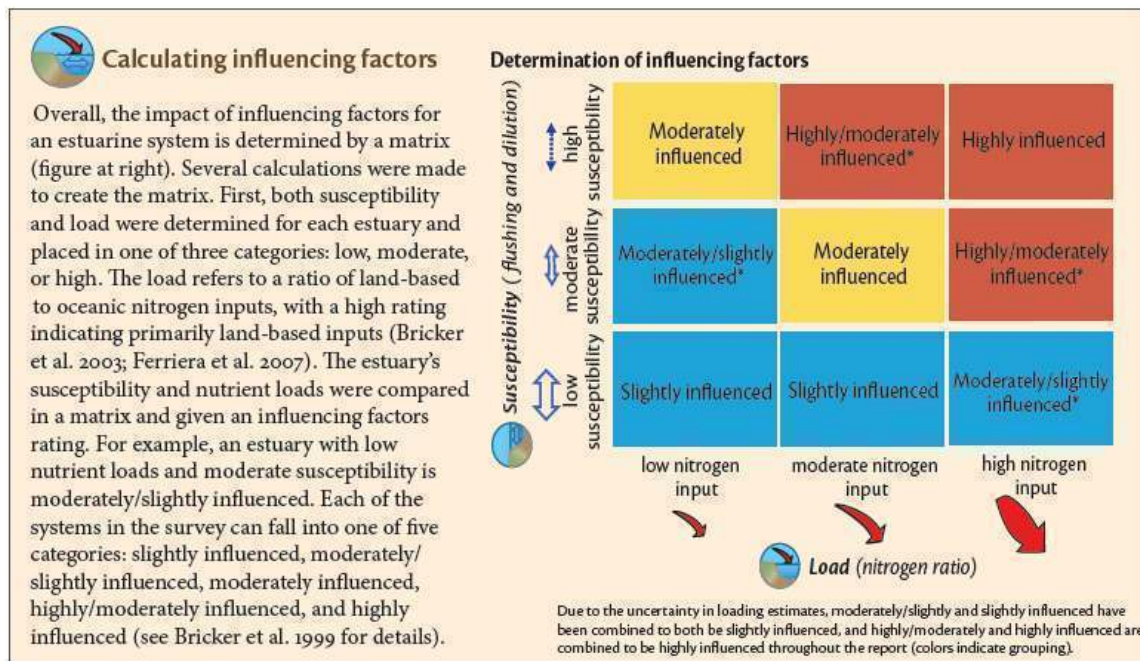 Calculating influencing factors
Overall, the impact of influencing factors for
an estuarine system is determined by a matrix
(figure at right). Several calculations were made
to create the matrix. First, both susceptibility
and load were determined for each estuary and
placed in one of three categories: low, moderate,
or high. The load refers to a ratio of land-based
to oceanic nitrogen inputs, with a high rating
indicating primarily land-based inputs (Bricker
et al. 2003; Ferriera et al. 2007). The estuary's
susceptibility and nutrient loads were compared
in a matrix and given an influencing factors
rating. For example, an estuary with low
nutrient loads and moderate susceptibility is
moderately/slightly influenced. Each of the
systems in the survey can fall into one of five
categories: slightly influenced, moderately/
slightly influenced, moderately influenced,
highly/moderately influenced, and highly
influenced (see Bricker et al. 1999 for details).
Determination of influencing factors
Susceptibility (flushing and dilution)
high
susceptibility
Moderately
influenced
Highly/moderately
influenced*
Highly influenced
moderate
susceptibility
Moderately/slightly
influenced*
Moderately
influenced
Highly/moderately
influenced*
low
susceptibility
Slightly influenced
Slightly influenced
Moderately/slightly
influenced*
low nitrogen
input
moderate nitrogen
input
high nitrogen
input
Load (nitrogen ratio)
Due to the uncertainty in loading estimates, moderately/slightly and slightly influenced have
been combined to both be slightly influenced, and highly/moderately and highly influenced are
combined to be highly influenced throughout the report (colors indicate grouping).